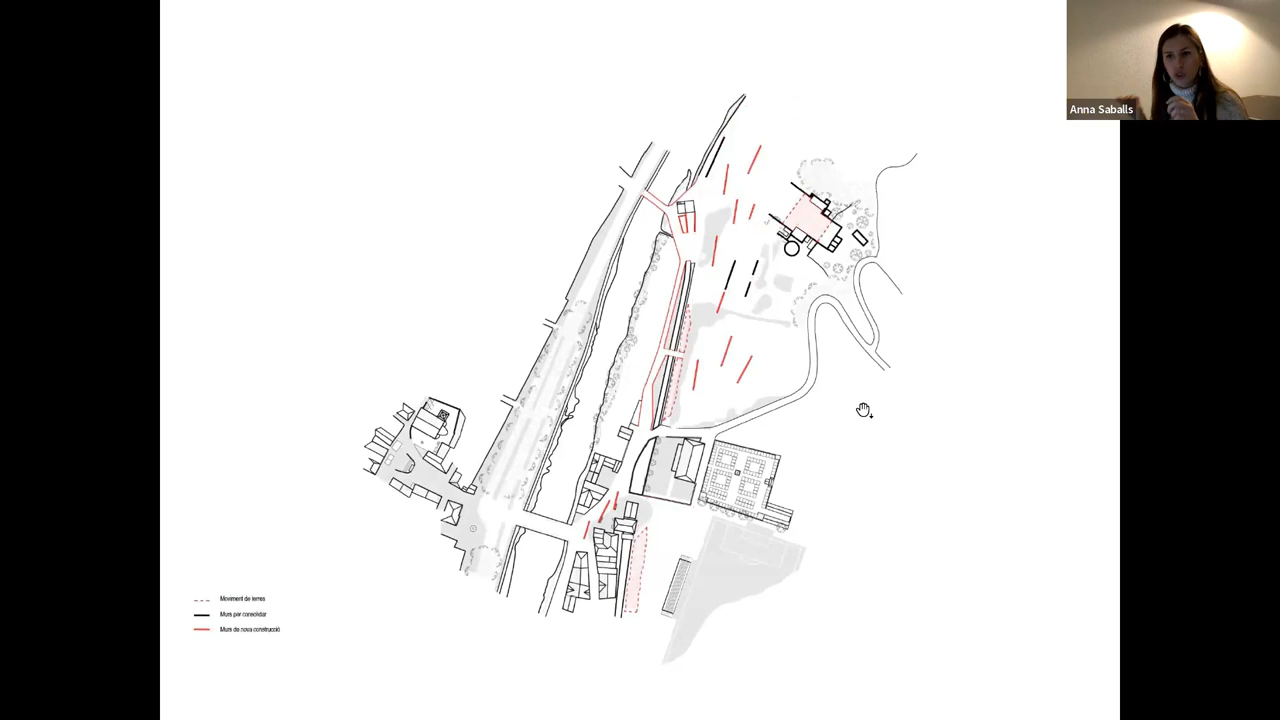 Anna Saballs
Moviment de terres
Murs per consolidar
Murs de nova construcció